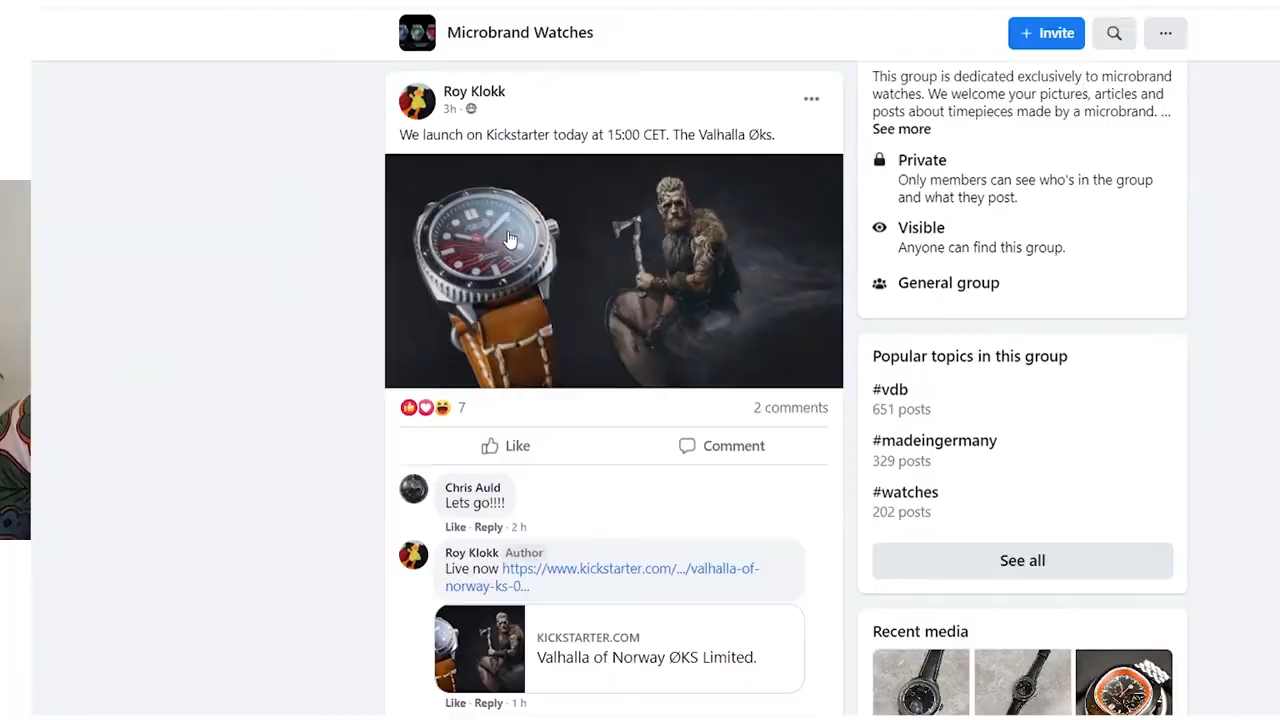 Microbrand Watches
+ Invite
Roy Klokk
3h ·
We launch on Kickstarter today at 15:00 CET. The Valhalla Øks.
7
2 comments
Like
Comment
Chris Auld
Lets go!!!!
Like · Reply · 2 h
Roy Klokk Author
Live now https://www.kickstarter.com/.../valhalla-of-
norway-ks-0...
KICKSTARTER.COM
Valhalla of Norway ØKS Limited.
Like · Reply · 1 h
This group is dedicated exclusively to microbrand
watches. We welcome your pictures, articles and
posts about timepieces made by a microbrand. ...
See more
Private
Only members can see who's in the group
and what they post.
Visible
Anyone can find this group.
General group
Popular topics in this group
#vdb
651 posts
#madeingermany
329 posts
#watches
202 posts
See all
Recent media